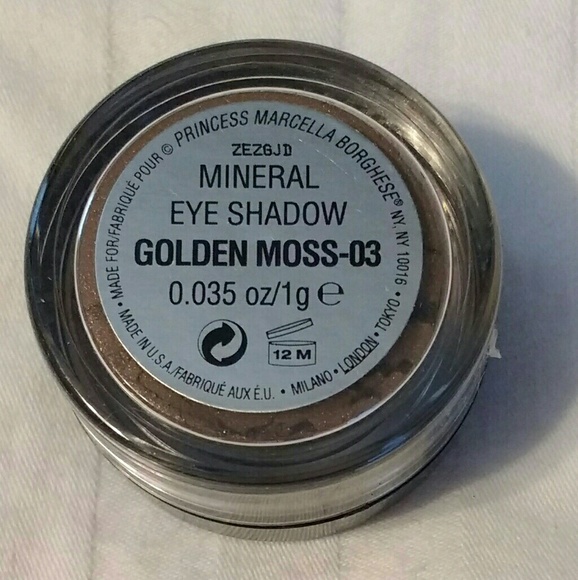 MADE FOR/FABRIQUÉ POUR © PRINCESS MARCELLA BORGHESE® NY, NY 10016
ZEZGJD
MINERAL
EYE SHADOW
GOLDEN MOSS-03
0.035 oz/1g ℮
12 M
• MADE IN U.S.A./FABRIQUÉ AUX É.U. • MILANO • LONDON • TOKYO •